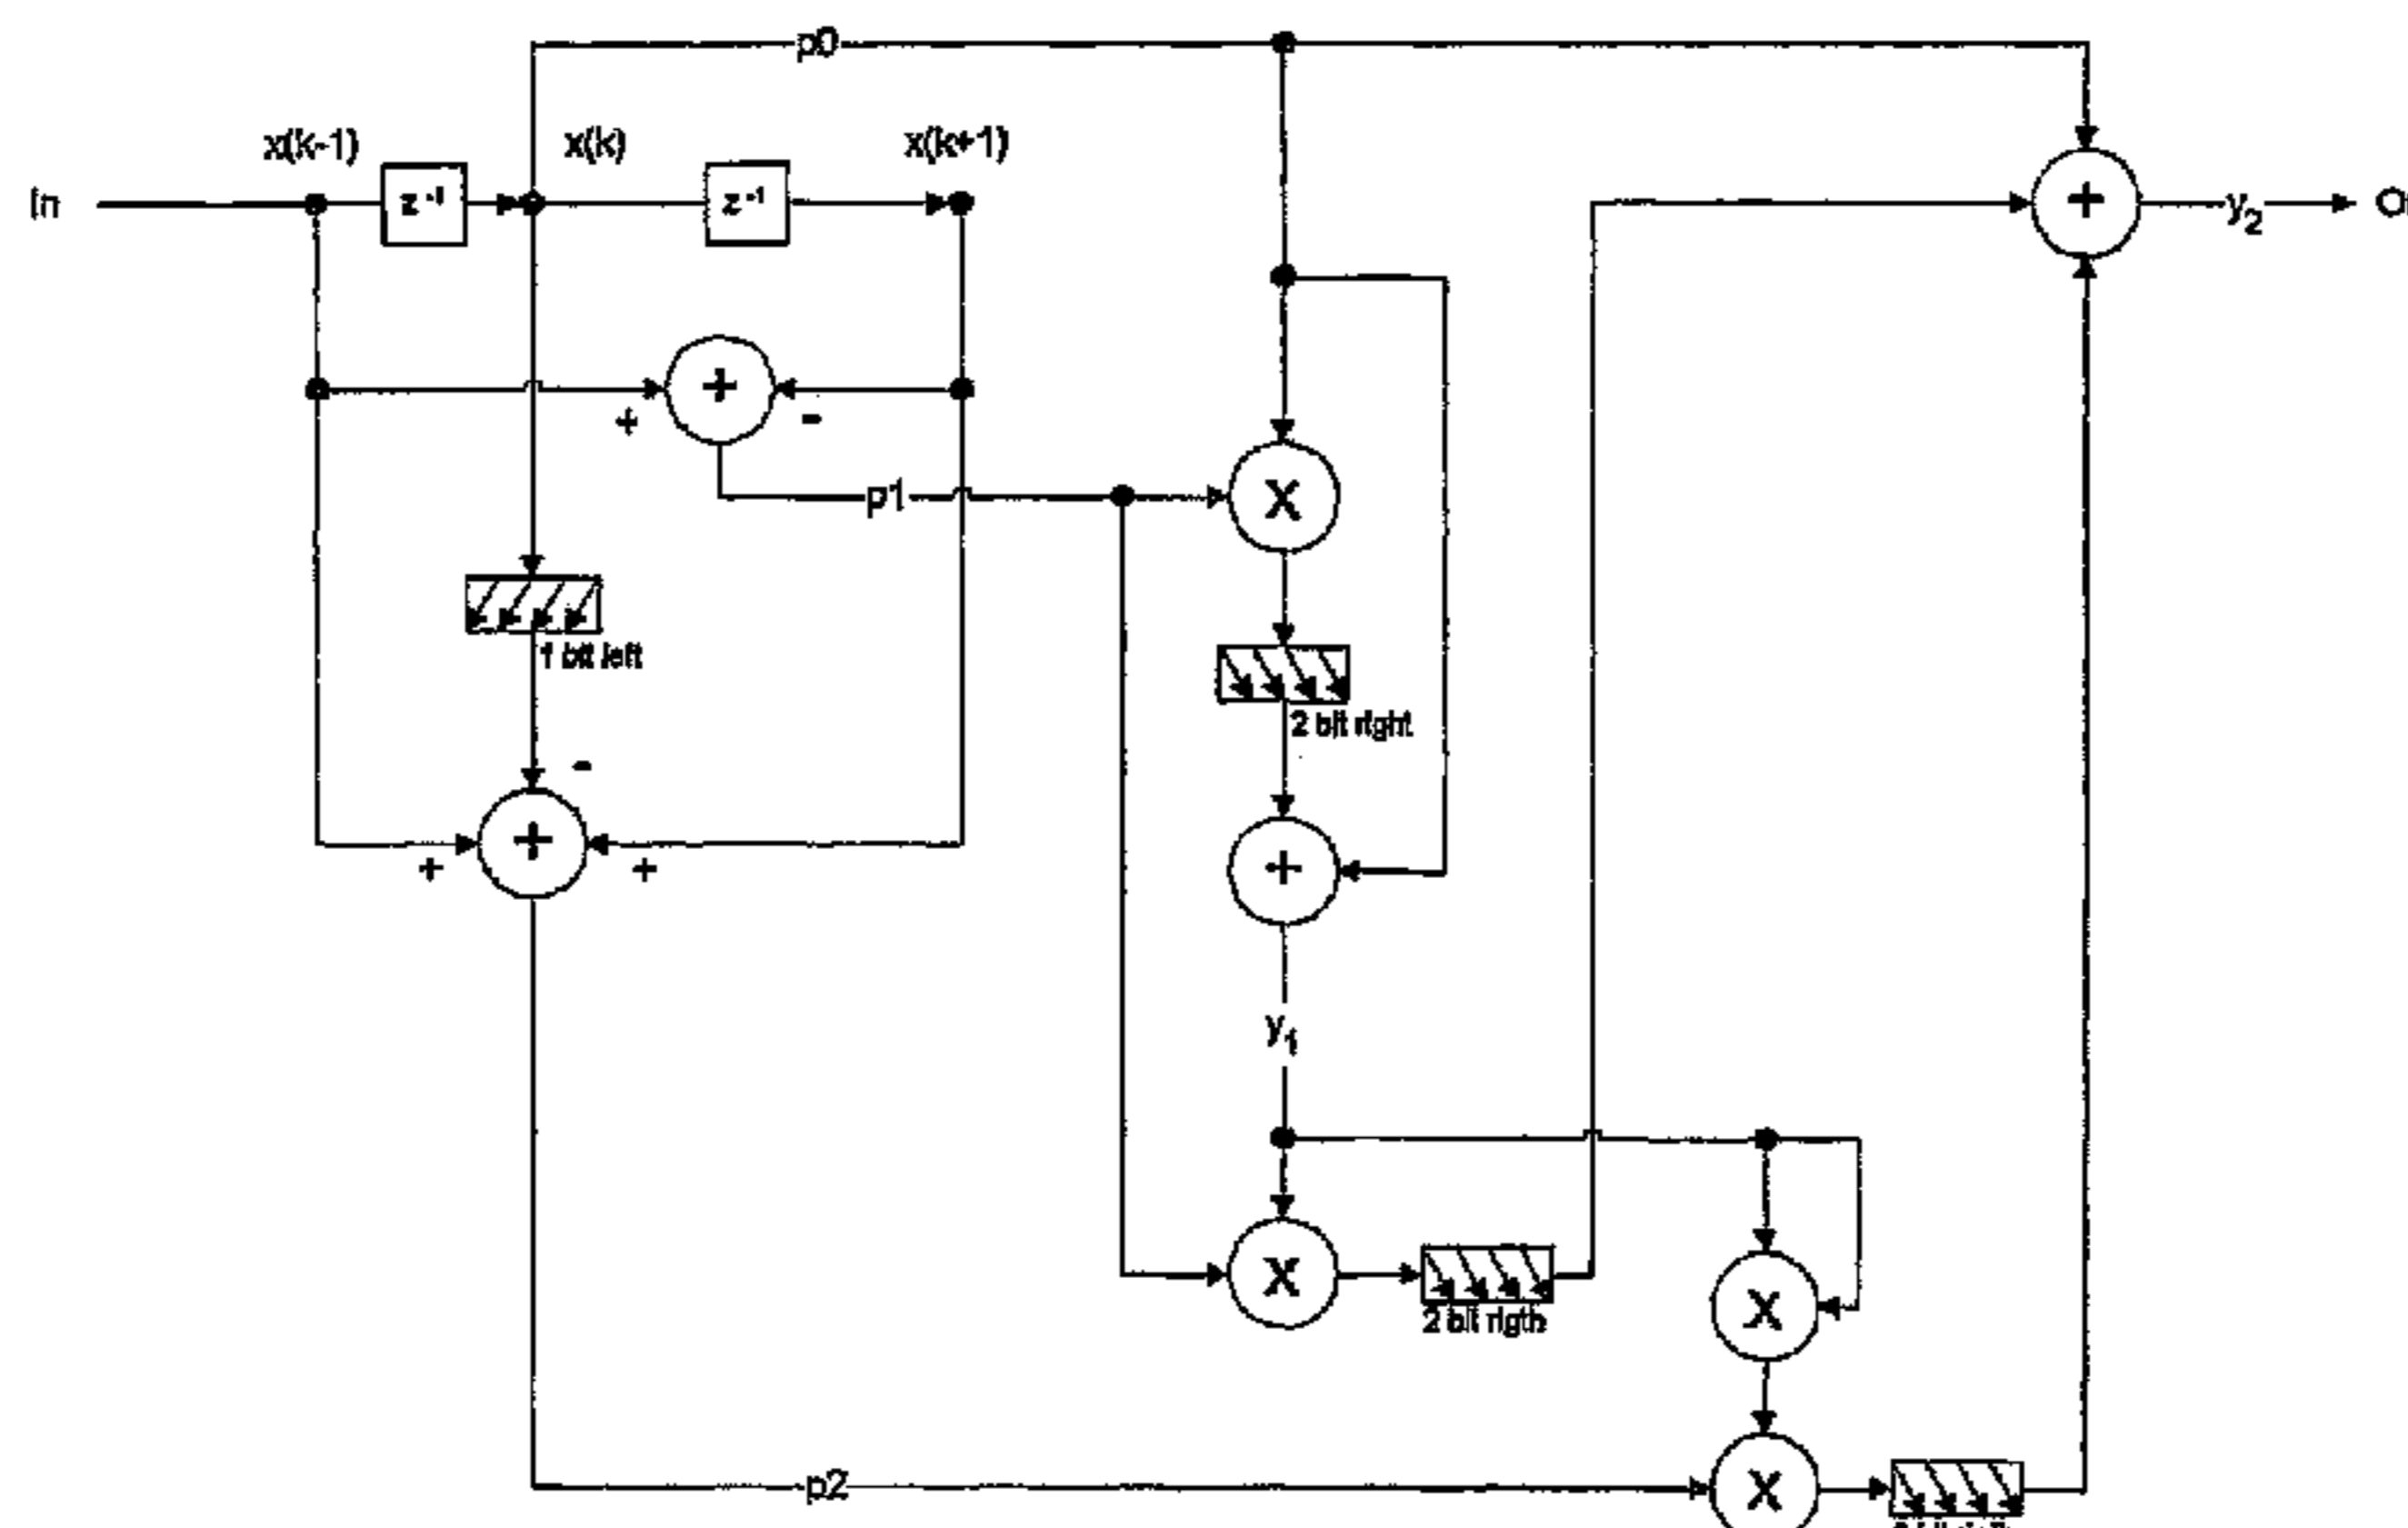 p0
x(k-1)
x(k)
x(k+1)
In
z⁻¹
z⁻¹
+
y₂
+
+
-
p1
X
1 bit left
2 bit right
-
+
+
+
+
y₁
X
2 bit rigth
X
p2
X